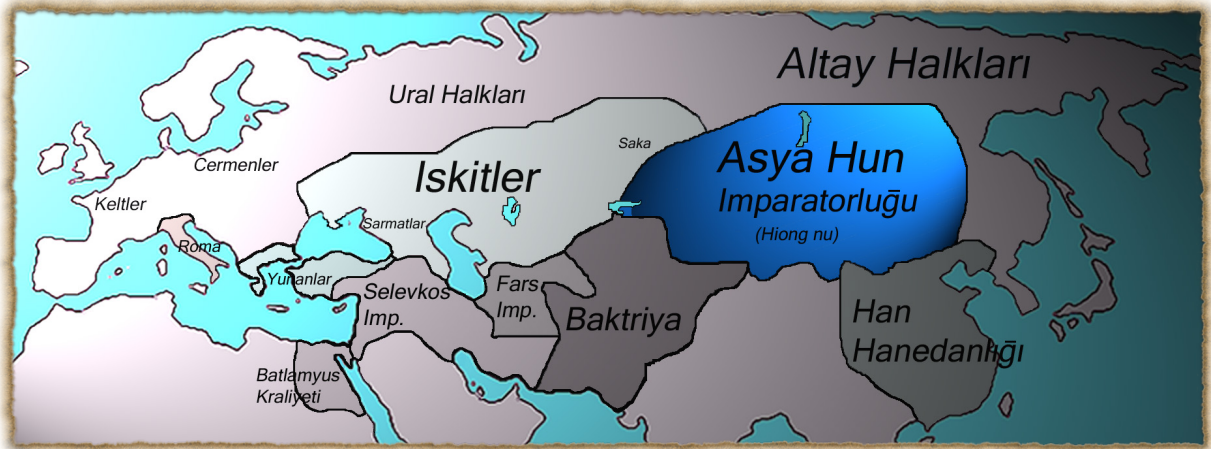 Altay Halkları
Ural Halkları
Saka
Asya Hun
Imparatorluğu
(Hiong nu)
Cermenler
Iskitler
Keltler
Sarmatlar
Roma
Yunanlar
Selevkos
Imp.
Fars
Imp.
Baktriya
Han
Hanedanlığı
Batlamyus
Kraliyeti